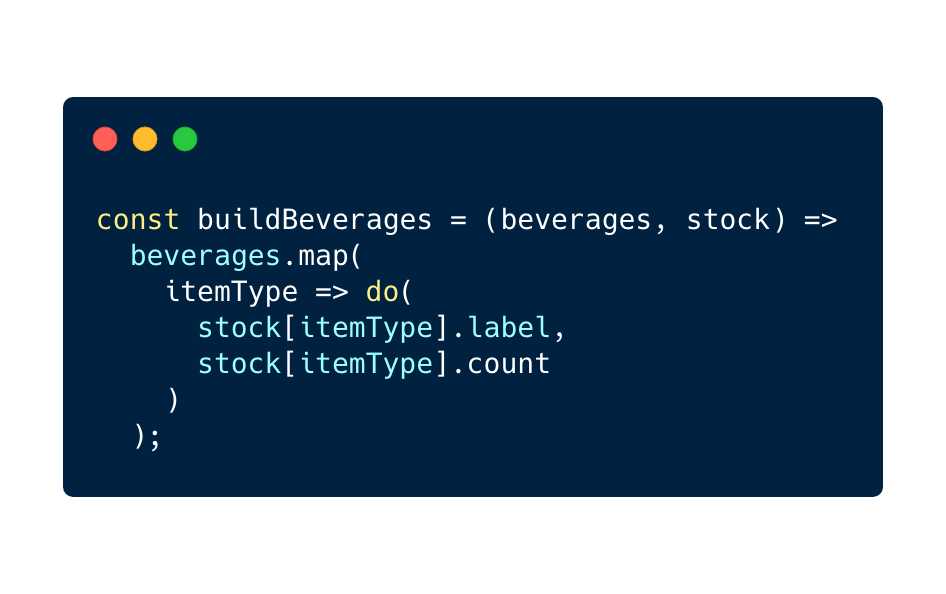 const buildBeverages = (beverages, stock) =>
  beverages.map(
    itemType => do(
      stock[itemType].label,
      stock[itemType].count
    )
  );